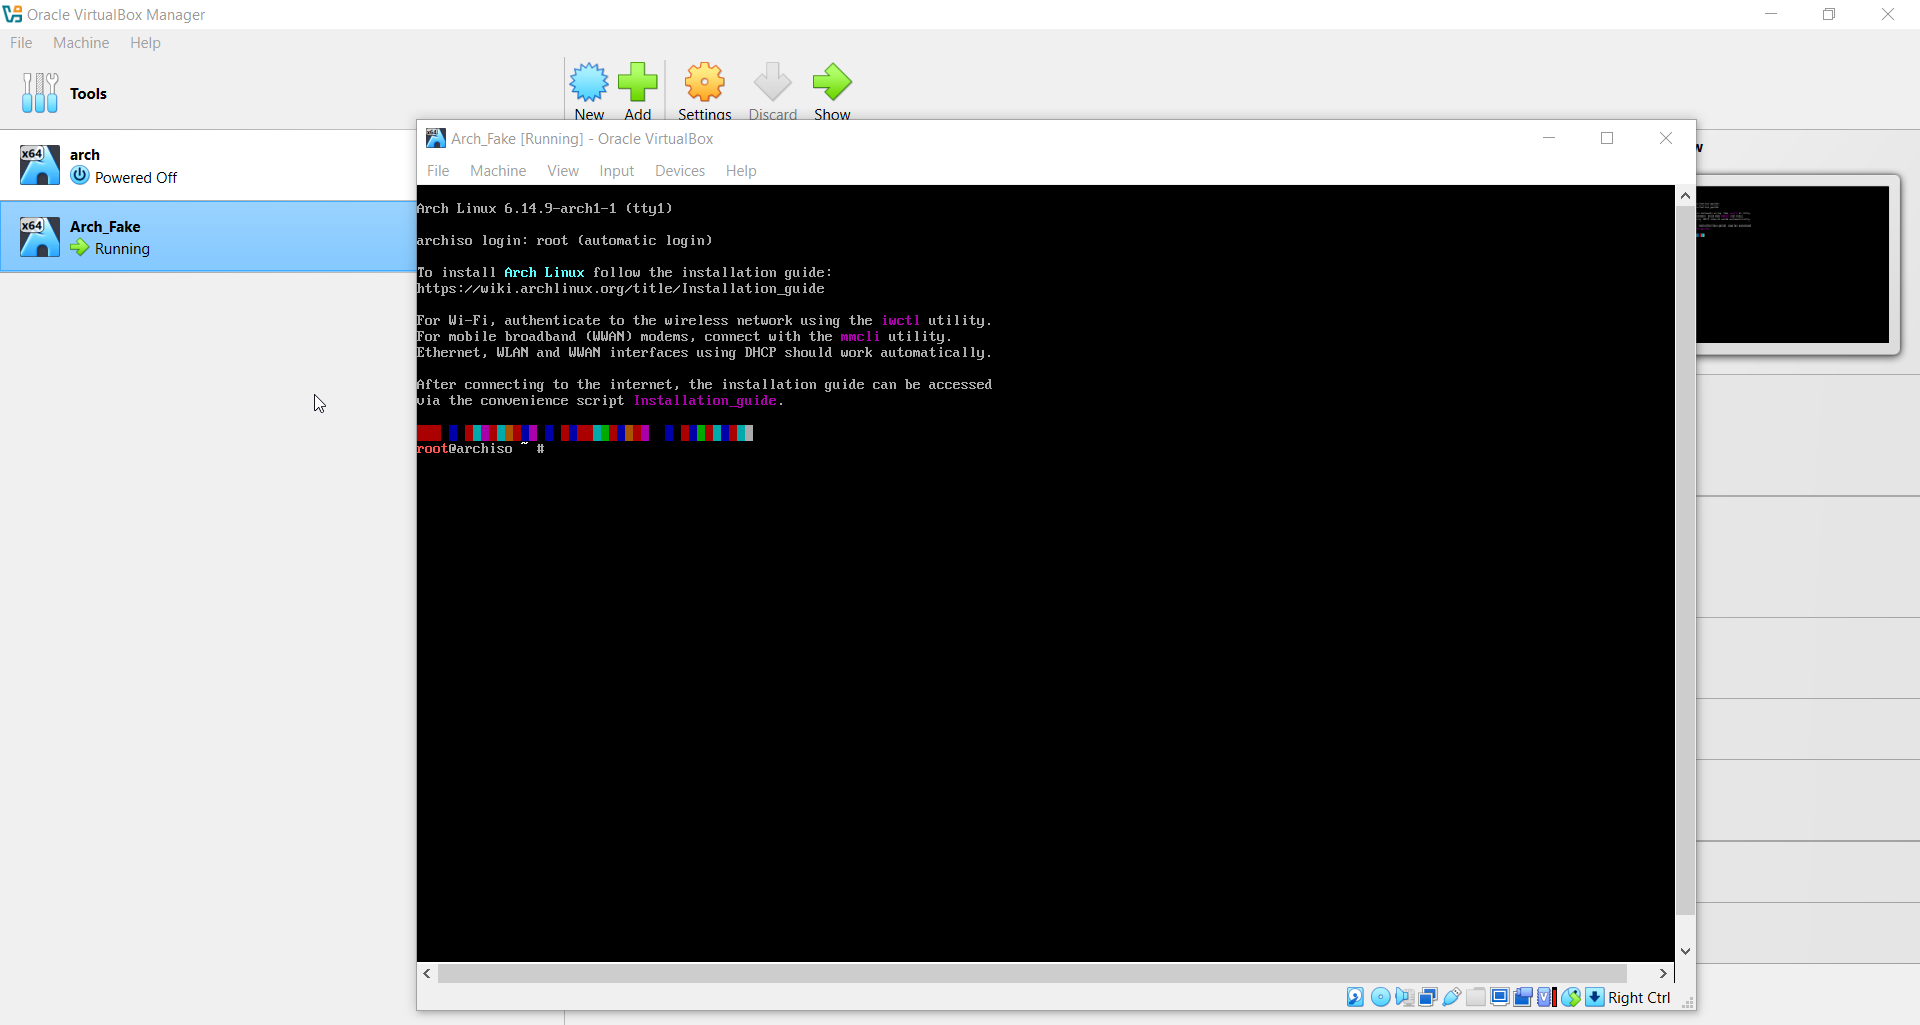 Oracle VirtualBox Manager
File Machine Help
Tools
New Add Settings Discard Show
x64 arch
Powered Off
x64 Arch_Fake
Running
Arch_Fake [Running] - Oracle VirtualBox
File Machine View Input Devices Help
Arch Linux 6.14.9-arch1-1 (tty1)
archiso login: root (automatic login)
To install Arch Linux follow the installation guide:
https://wiki.archlinux.org/title/Installation_guide
For Wi-Fi, authenticate to the wireless network using the iwctl utility.
For mobile broadband (WWAN) modems, connect with the mmcli utility.
Ethernet, WLAN and WWAN interfaces using DHCP should work automatically.
After connecting to the internet, the installation guide can be accessed
via the convenience script Installation_guide.
root@archiso ~ #
Right Ctrl